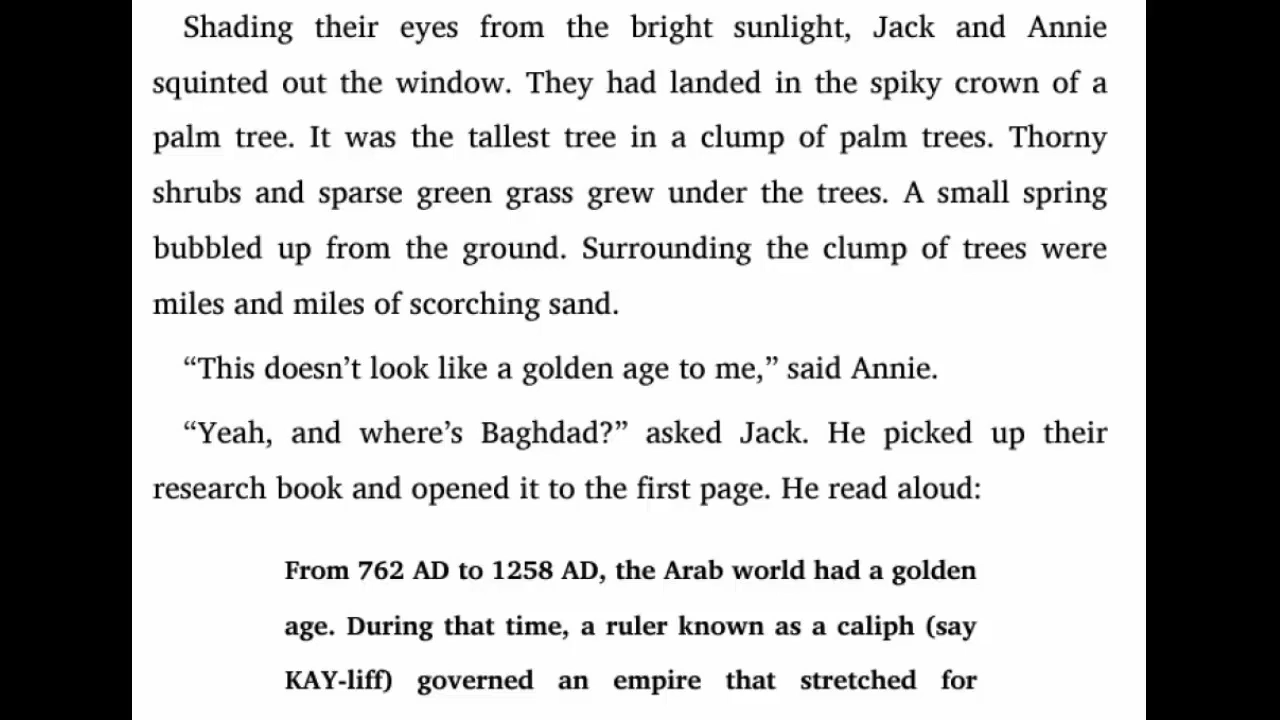 Shading their eyes from the bright sunlight, Jack and Annie
squinted out the window. They had landed in the spiky crown of a
palm tree. It was the tallest tree in a clump of palm trees. Thorny
shrubs and sparse green grass grew under the trees. A small spring
bubbled up from the ground. Surrounding the clump of trees were
miles and miles of scorching sand.
“This doesn’t look like a golden age to me,” said Annie.
“Yeah, and where’s Baghdad?” asked Jack. He picked up their
research book and opened it to the first page. He read aloud:
From 762 AD to 1258 AD, the Arab world had a golden
age. During that time, a ruler known as a caliph (say
KAY-liff) governed an empire that stretched for